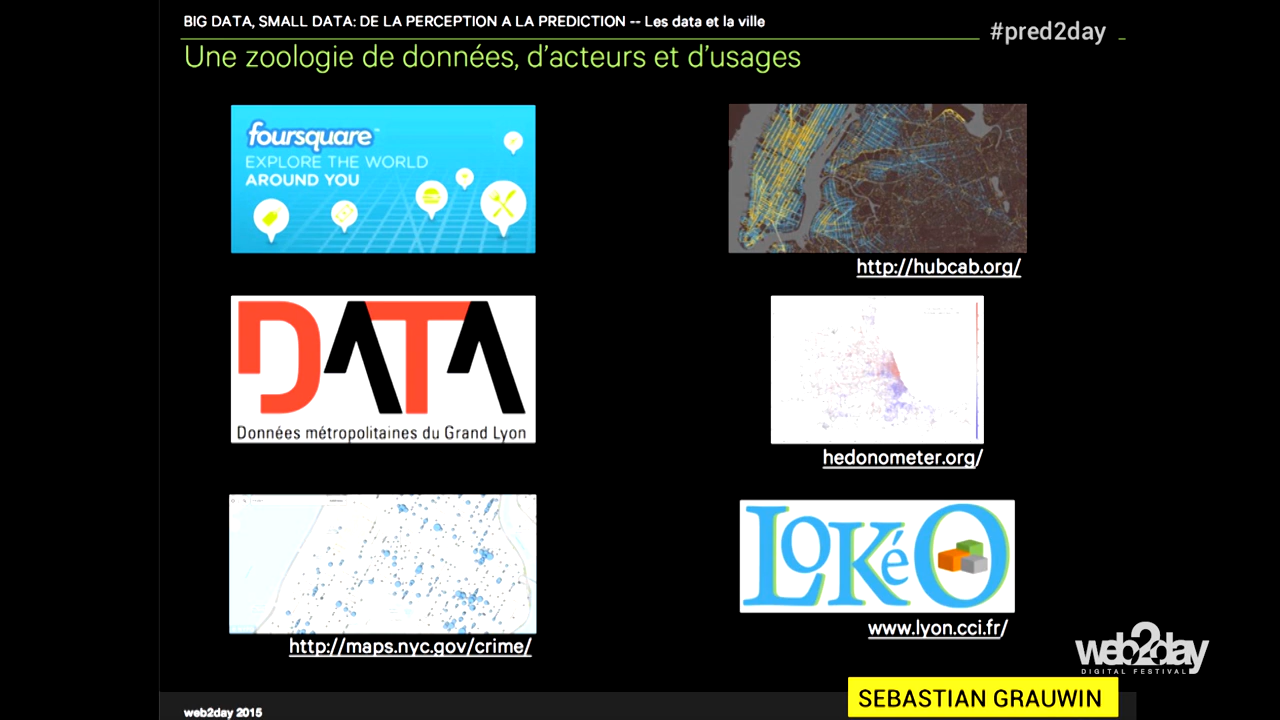 BIG DATA, SMALL DATA: DE LA PERCEPTION A LA PREDICTION -- Les data et la ville
#pred2day
Une zoologie de données, d'acteurs et d'usages
foursquare
EXPLORE THE WORLD
AROUND YOU
http://hubcab.org/
DATA
Données métropolitaines du Grand Lyon
hedonometer.org/
http://maps.nyc.gov/crime/
LOKéO
www.lyon.cci.fr/
web2day
DIGITAL FESTIVAL
SEBASTIAN GRAUWIN
web2day 2015